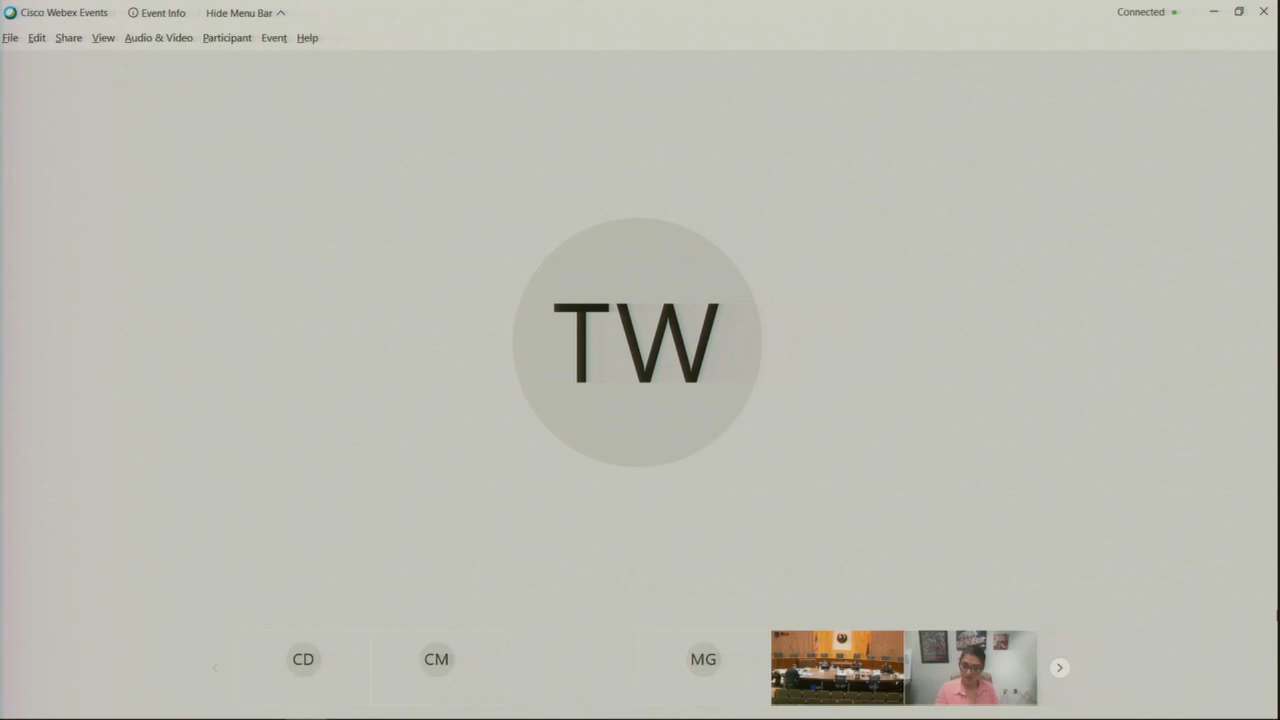 Cisco Webex Events Event Info Hide Menu Bar Connected
File Edit Share View Audio & Video Participant Event Help
TW
CD CM MG